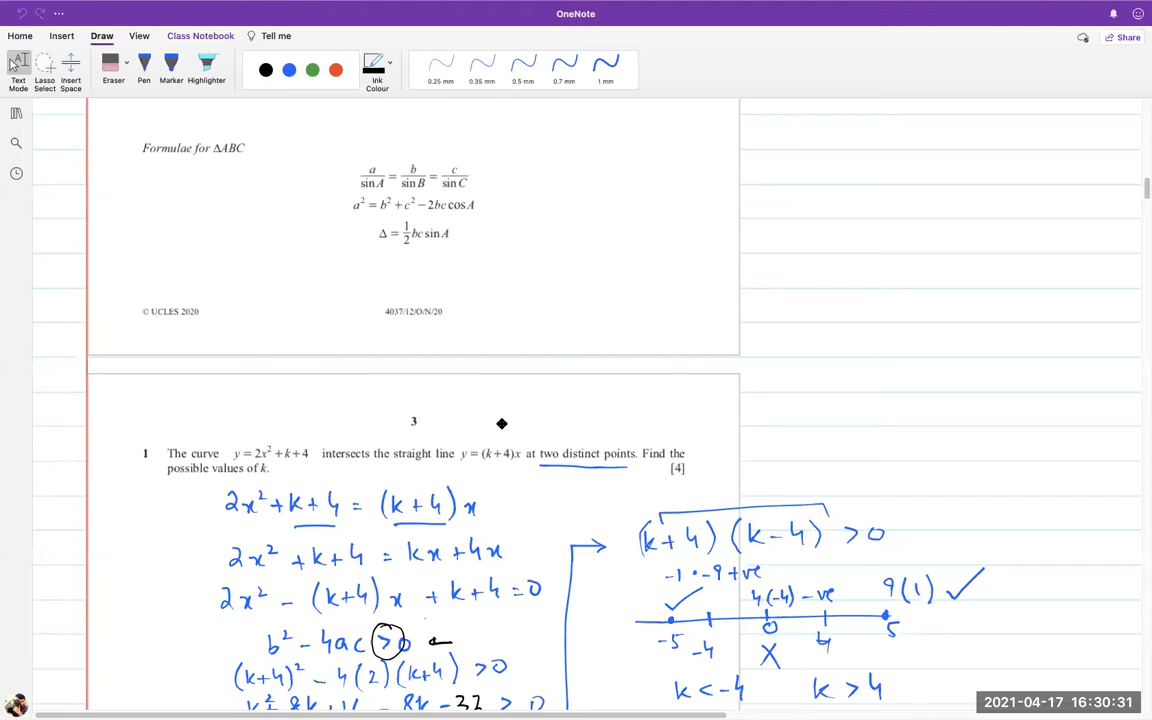 OneNote
Home Insert Draw View Class Notebook Tell me
Share
Text Mode
Lasso Select
Insert Space
Eraser
Pen
Marker
Highlighter
Ink Colour
0.25 mm 0.35 mm 0.5 mm 0.7 mm 1 mm
Formulae for ΔABC
a/sin A = b/sin B = c/sin C
a² = b² + c² − 2bc cos A
Δ = 1/2 bc sin A
© UCLES 2020 4037/12/O/N/20
3
1 The curve y = 2x² + k + 4 intersects the straight line y = (k + 4)x at two distinct points. Find the
possible values of k. [4]
2x² + k + 4 = (k + 4) x
2x² + k + 4 = kx + 4x
2x² − (k+4) x + k + 4 = 0
b² − 4ac > 0
(k+4)² − 4(2)(k+4) > 0
k² + 8k + 16 − 8k − 32 > 0
(k+4)(k−4) > 0
-1 · -9 +ve
4(-4) -ve
9(1) ✓
-5 -4 0 4 5
X
k < -4 k > 4
2021-04-17 16:30:31